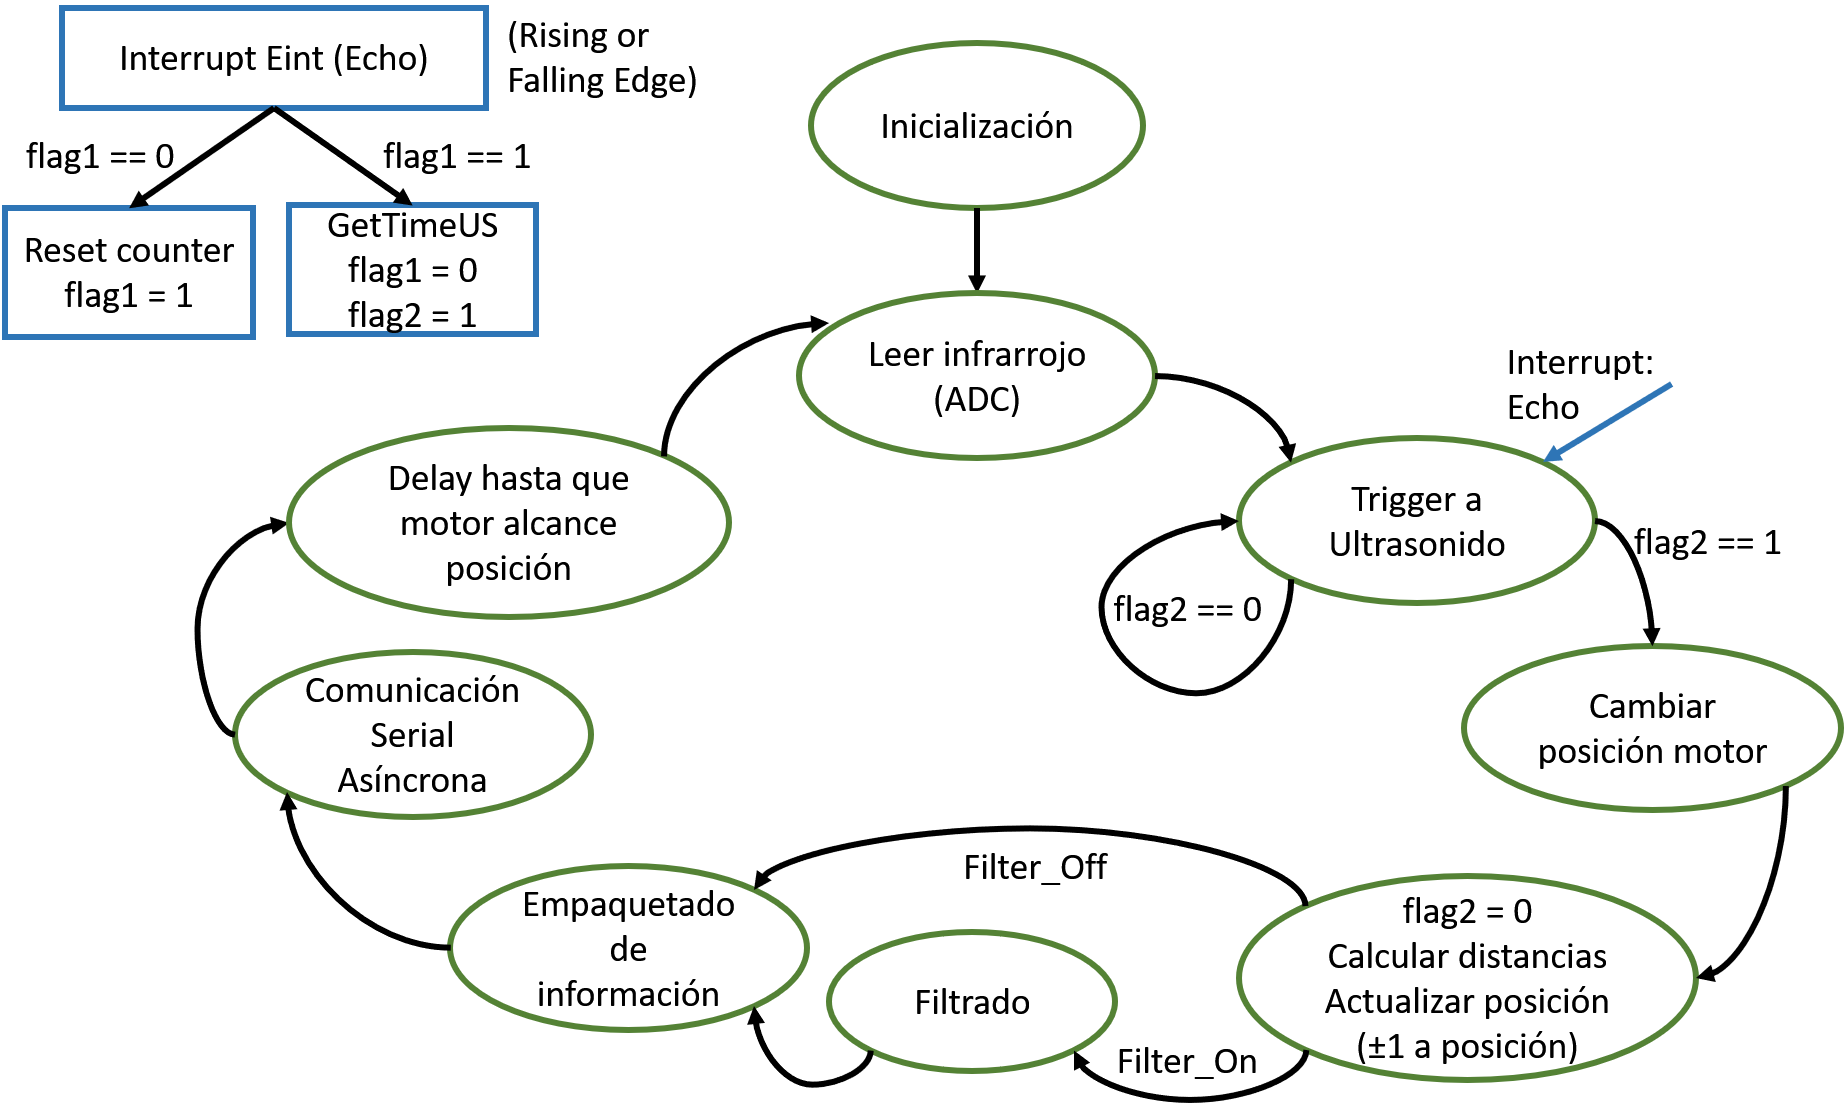 Interrupt Eint (Echo)
(Rising or
Falling Edge)
flag1 == 0
flag1 == 1
Reset counter
flag1 = 1
GetTimeUS
flag1 = 0
flag2 = 1
Inicialización
Leer infrarrojo
(ADC)
Interrupt:
Echo
Trigger a
Ultrasonido
flag2 == 0
flag2 == 1
Cambiar
posición motor
flag2 = 0
Calcular distancias
Actualizar posición
(±1 a posición)
Filter_Off
Filter_On
Filtrado
Empaquetado
de
información
Comunicación
Serial
Asíncrona
Delay hasta que
motor alcance
posición